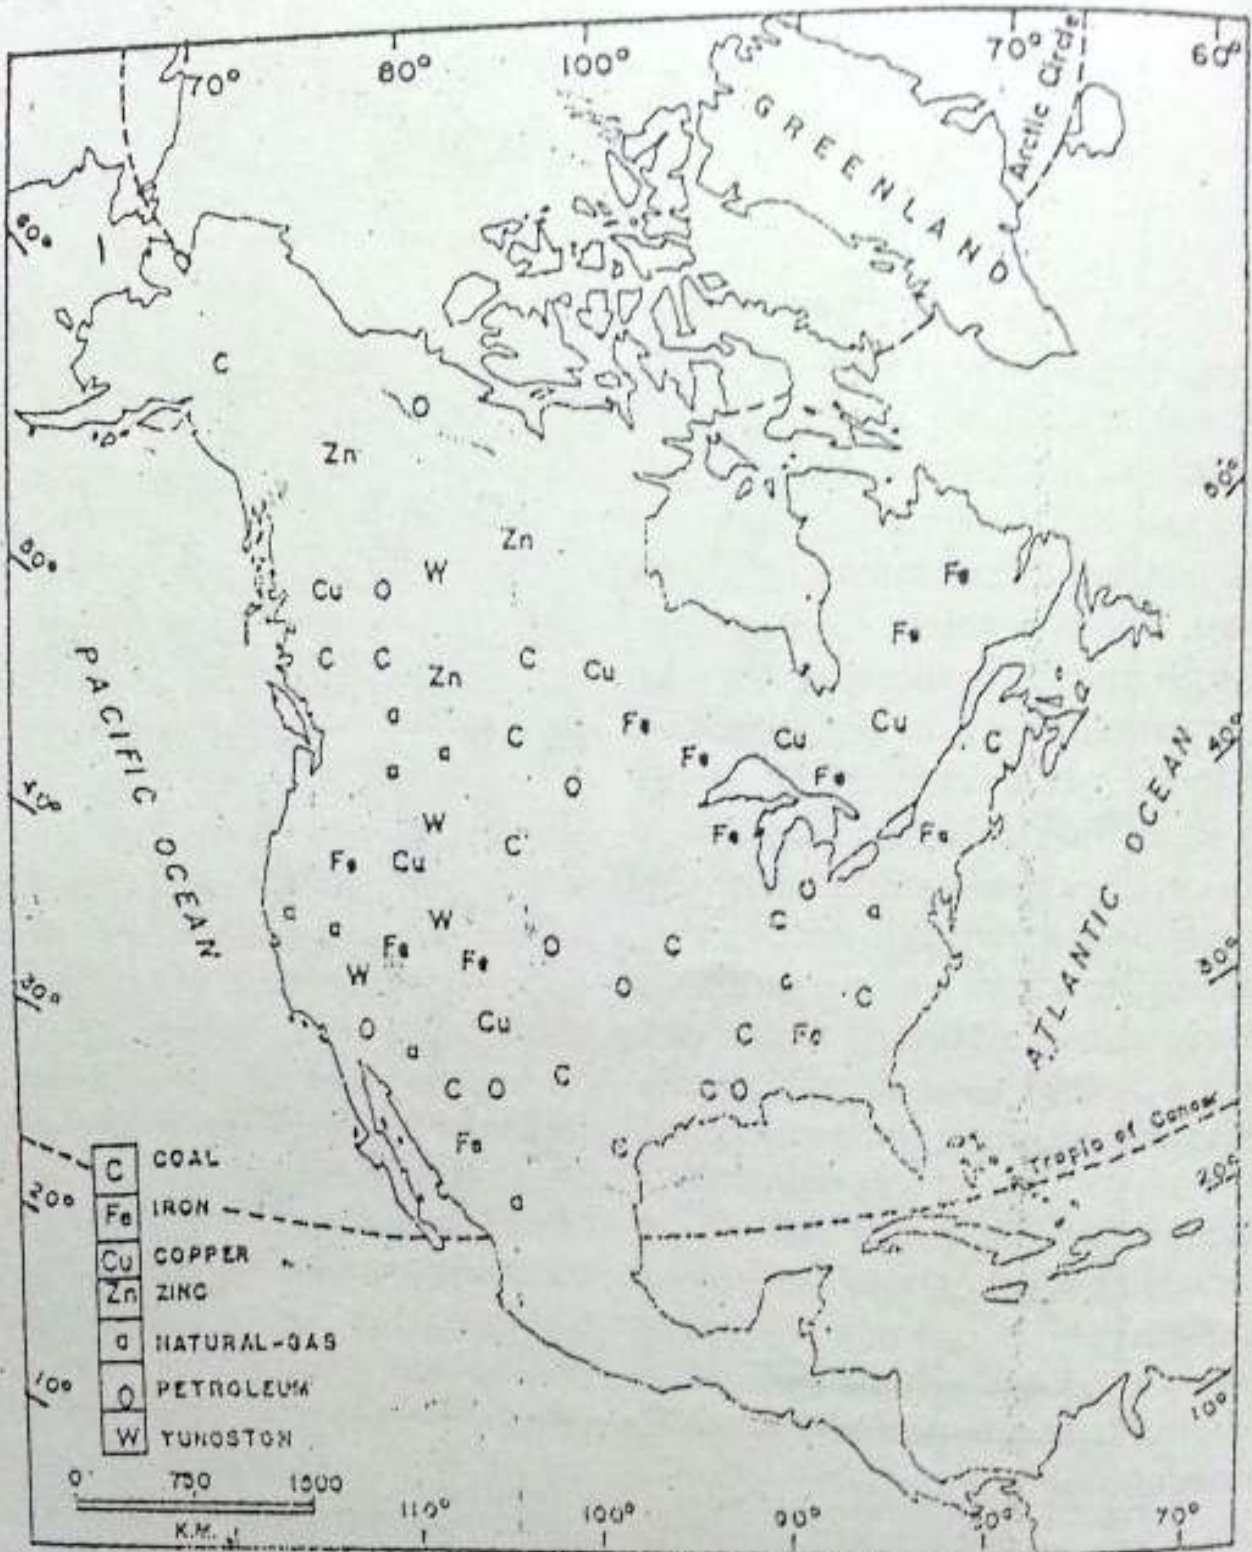 70° 80° 100° 70° 60°
Arctic Circle
GREENLAND
60°
C
O
Zn
60°
Zn
Fe
W
Cu O
Fe
C C C Cu
Zn
a Fe Cu Cu
C C
a Fe
a Fe
O
40° 40°
W
Fe Fe
C
Fe Cu
O
a W C a
a
Fe O C
Fe
W
O C C
30° 30°
Cu
O C Fe
a
C
C O C O
Fe C
a
PACIFIC OCEAN
ATLANTIC OCEAN
Tropic of Cancer
20° 20°
C COAL
Fe IRON
Cu COPPER
Zn ZINC
a NATURAL-GAS
O PETROLEUM
W TUNGSTON
10° 10°
0 750 1500
K.M.
110° 100° 90° 70°